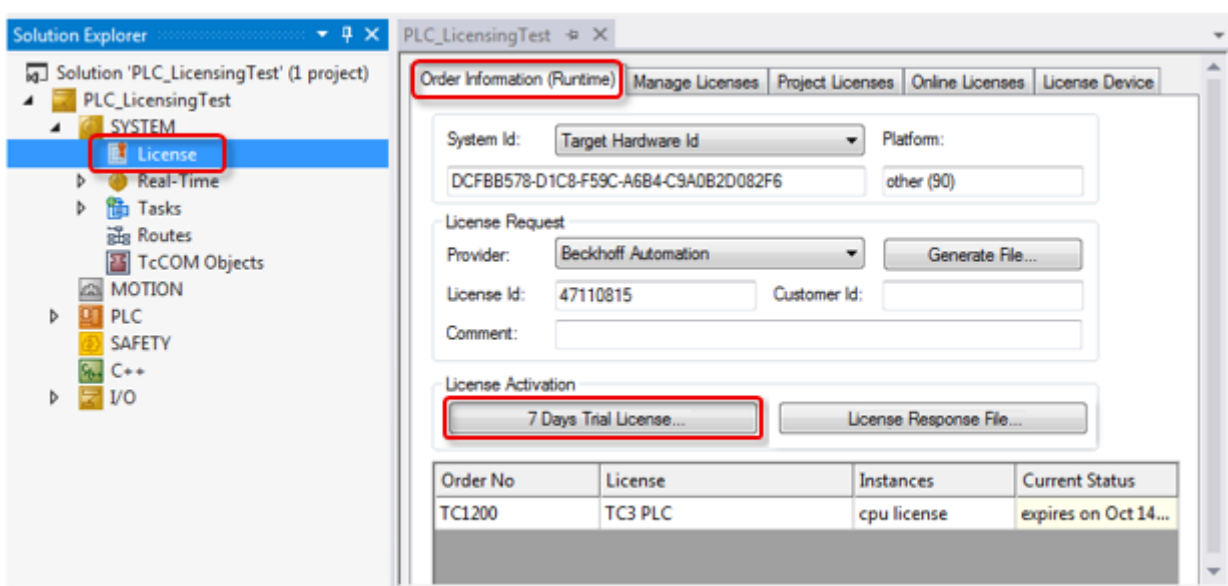 Solution Explorer
Solution 'PLC_LicensingTest' (1 project)
PLC_LicensingTest
SYSTEM
License
Real-Time
Tasks
Routes
TcCOM Objects
MOTION
PLC
SAFETY
C++
I/O
PLC_LicensingTest
Order Information (Runtime) Manage Licenses Project Licenses Online Licenses License Device
System Id: Target Hardware Id Platform:
DCFBB578-D1C8-F59C-A6B4-C9A0B2D082F6 other (90)
License Request
Provider: Beckhoff Automation Generate File...
License Id: 47110815 Customer Id:
Comment:
License Activation
7 Days Trial License... License Response File...
Order No License Instances Current Status
TC1200 TC3 PLC cpu license expires on Oct 14...